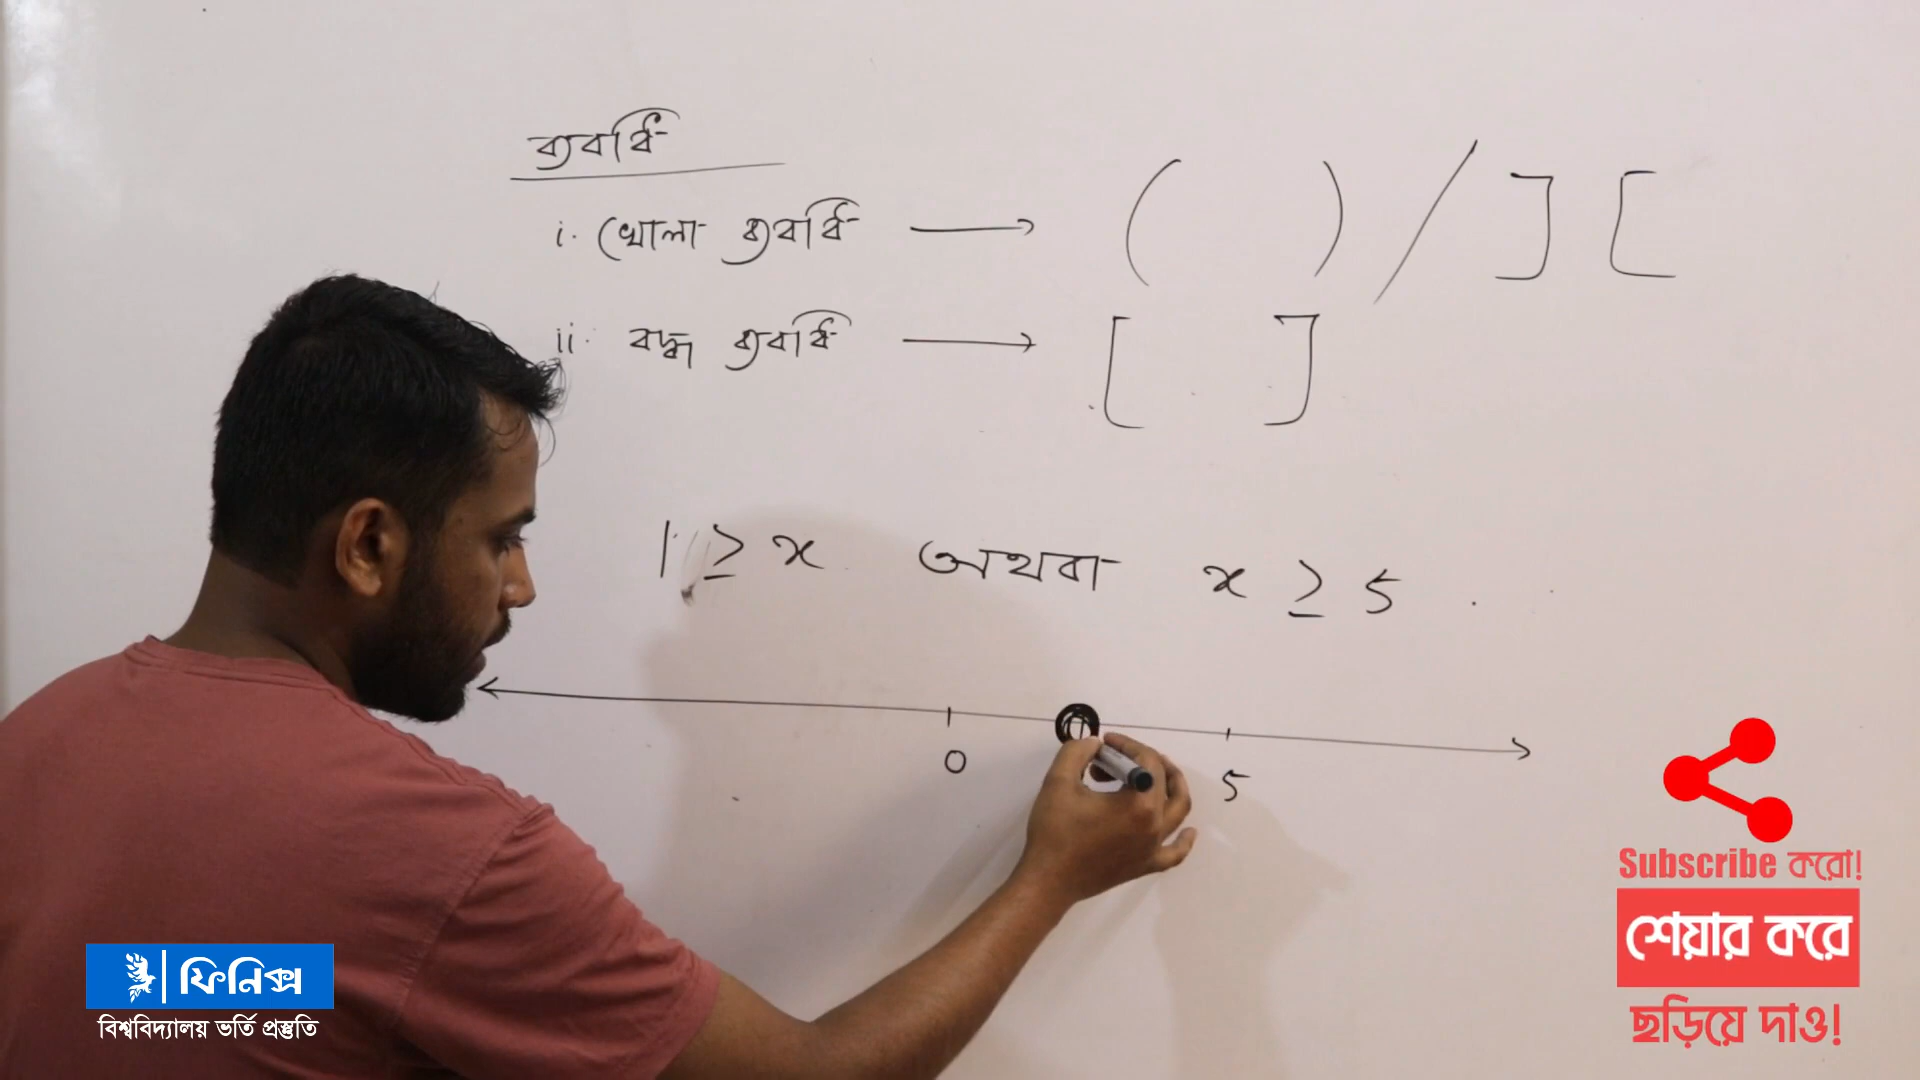 ব্যবধি
i. খোলা ব্যবধি → ( ) / ] [
ii. বদ্ধ ব্যবধি → [ ]
1 ≥ x অথবা x ≥ 5
0 5
Subscribe করো!
শেয়ার করে
ছড়িয়ে দাও!
ফিনিক্স
বিশ্ববিদ্যালয় ভর্তি প্রস্তুতি